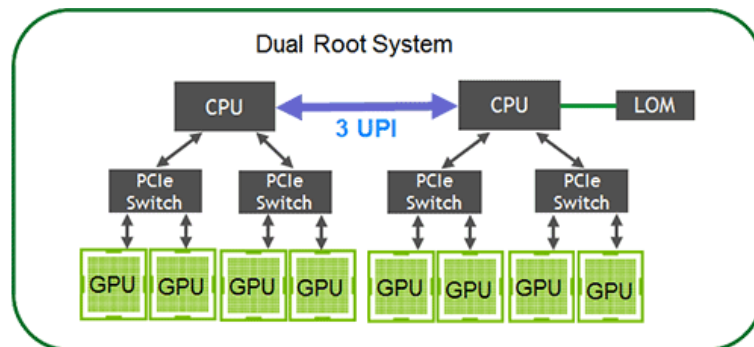 Dual Root System
CPU
CPU
LOM
3 UPI
PCIe
Switch
PCIe
Switch
PCIe
Switch
PCIe
Switch
GPU
GPU
GPU
GPU
GPU
GPU
GPU
GPU